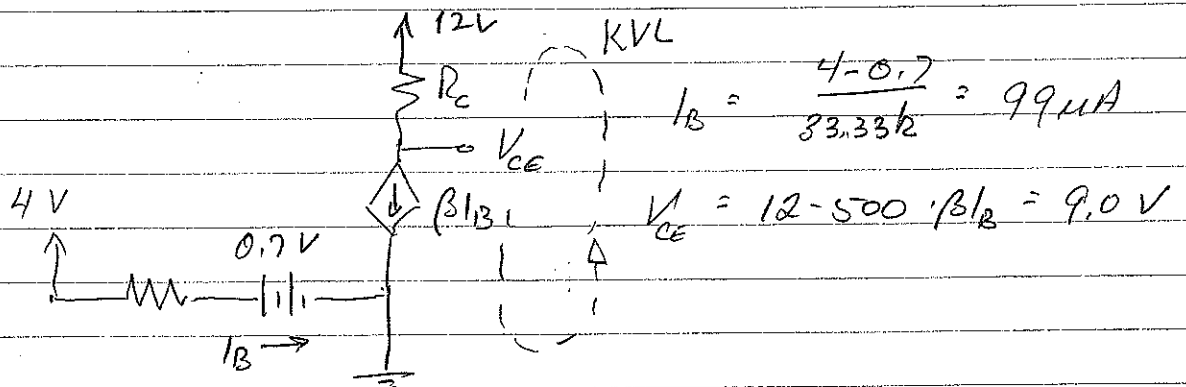 12V
KVL
R_C
I_B = (4-0.7)/33.33k = 99µA
V_CE
4 V
βI_B
V_CE = 12-500·βI_B = 9.0 V
0.7 V
I_B →